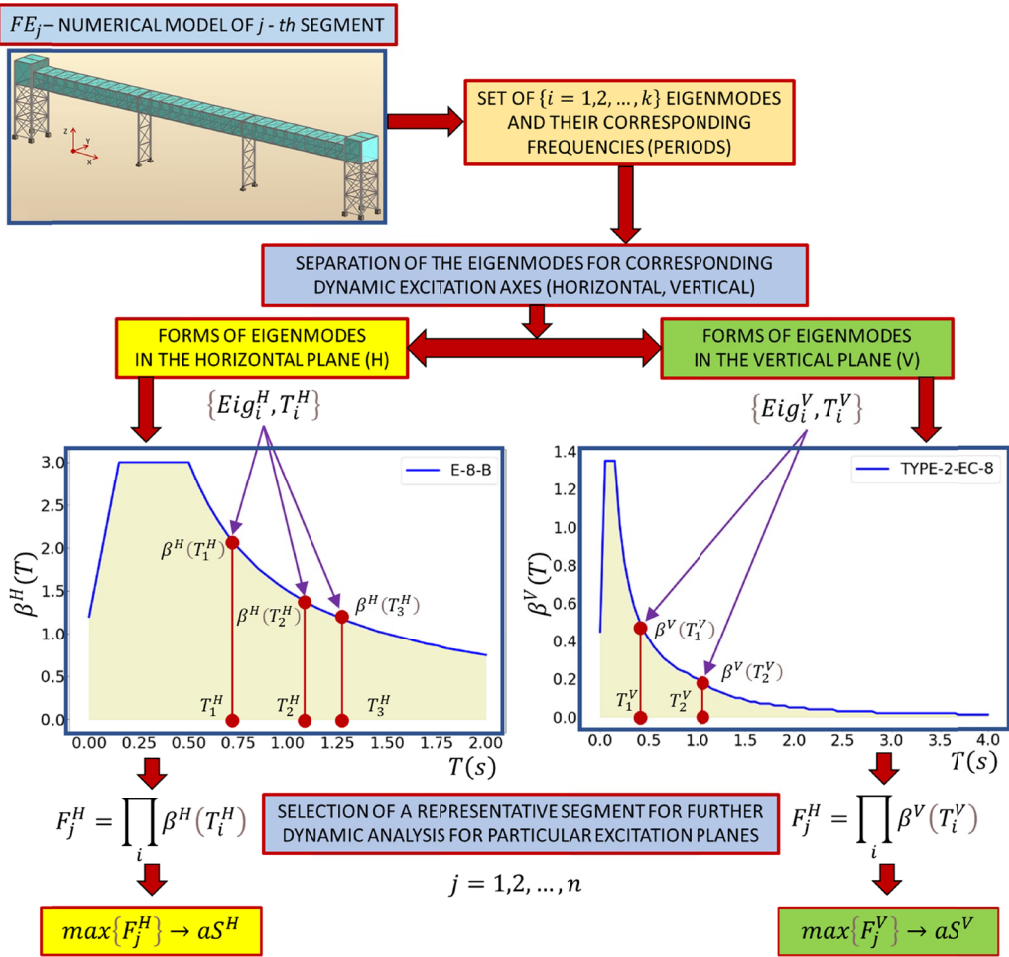 FE_j – NUMERICAL MODEL OF j - th SEGMENT
Z
Y
X
SET OF {i = 1,2, …, k} EIGENMODES
AND THEIR CORRESPONDING
FREQUENCIES (PERIODS)
SEPARATION OF THE EIGENMODES FOR CORRESPONDING
DYNAMIC EXCITATION AXES (HORIZONTAL, VERTICAL)
FORMS OF EIGENMODES
IN THE HORIZONTAL PLANE (H)
FORMS OF EIGENMODES
IN THE VERTICAL PLANE (V)
{Eig_i^H, T_i^H}
{Eig_i^V, T_i^V}
3.0
2.5
2.0
1.5
1.0
0.5
0.0
β^H(T)
E-8-B
β^H(T_1^H)
β^H(T_2^H)
β^H(T_3^H)
T_1^H
T_2^H
T_3^H
0.00 0.25 0.50 0.75 1.00 1.25 1.50 1.75 2.00
T(s)
1.4
1.2
1.0
0.8
0.6
0.4
0.2
0.0
β^V(T)
TYPE-2-EC-8
β^V(T_1^V)
β^V(T_2^V)
T_1^V
T_2^V
0.0 0.5 1.0 1.5 2.0 2.5 3.0 3.5 4.0
T(s)
F_j^H = ∏_i β^H(T_i^H)
SELECTION OF A REPRESENTATIVE SEGMENT FOR FURTHER
DYNAMIC ANALYSIS FOR PARTICULAR EXCITATION PLANES
F_j^H = ∏_i β^V(T_i^V)
j = 1,2, …, n
max{F_j^H} → aS^H
max{F_j^V} → aS^V